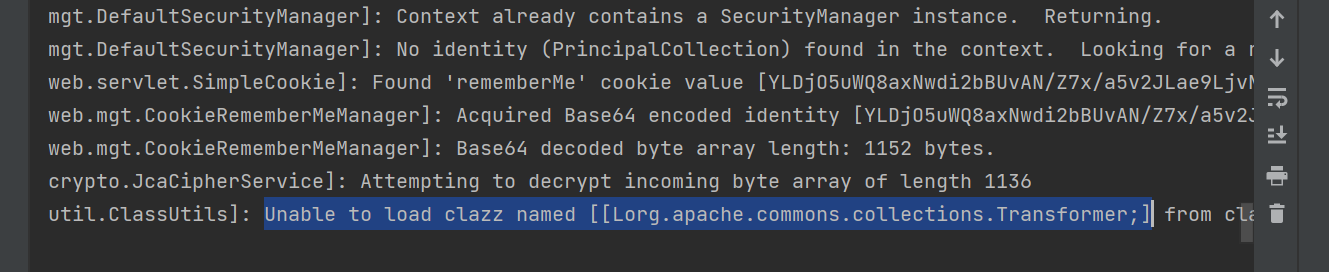 mgt.DefaultSecurityManager]: Context already contains a SecurityManager instance.  Returning.
mgt.DefaultSecurityManager]: No identity (PrincipalCollection) found in the context.  Looking for a r
web.servlet.SimpleCookie]: Found 'rememberMe' cookie value [YLDjO5uWQ8axNwdi2bBUvAN/Z7x/a5v2JLae9Ljv
web.mgt.CookieRememberMeManager]: Acquired Base64 encoded identity [YLDjO5uWQ8axNwdi2bBUvAN/Z7x/a5v2J
web.mgt.CookieRememberMeManager]: Base64 decoded byte array length: 1152 bytes.
crypto.JcaCipherService]: Attempting to decrypt incoming byte array of length 1136
util.ClassUtils]: Unable to load clazz named [[Lorg.apache.commons.collections.Transformer;] from cla